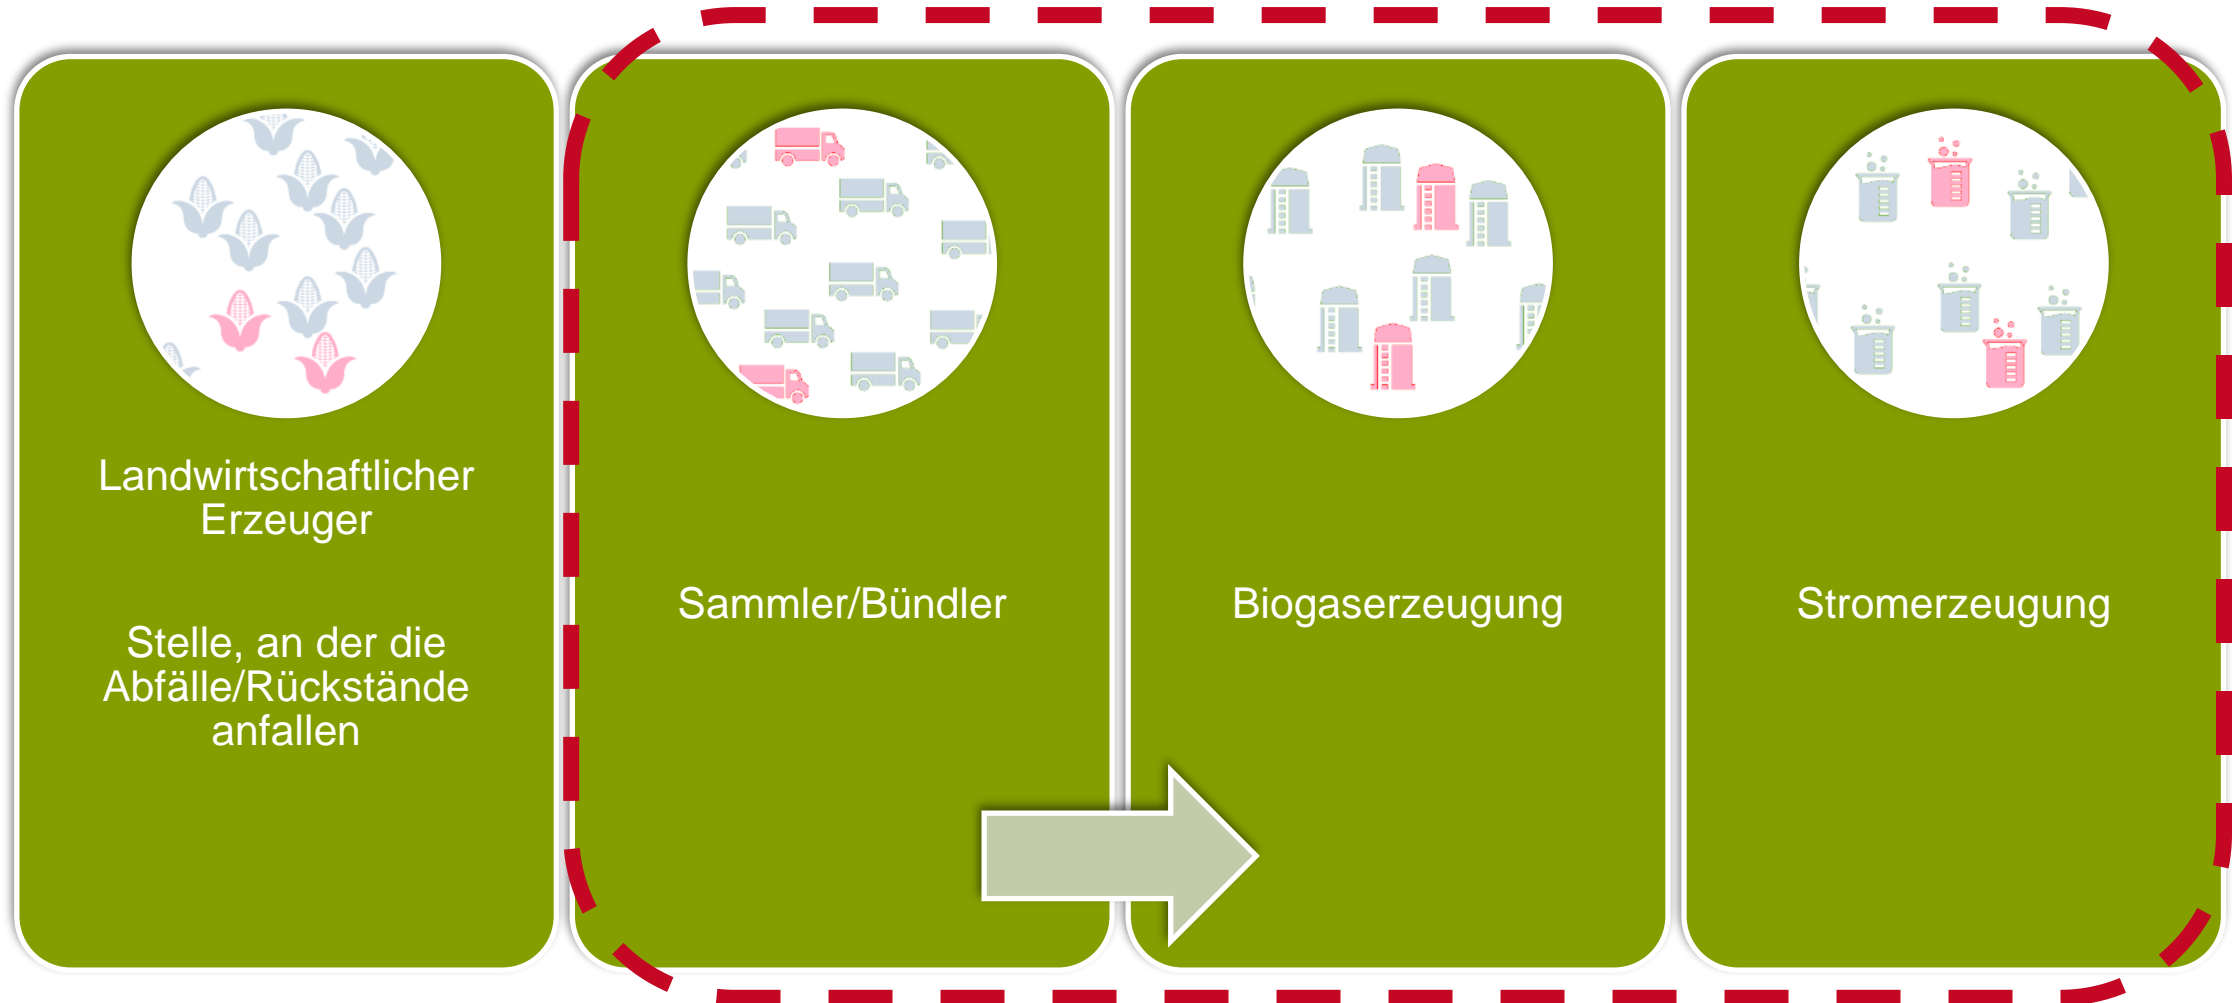 Landwirtschaftlicher
Erzeuger
Stelle, an der die
Abfälle/Rückstände
anfallen
Sammler/Bündler
Biogaserzeugung
Stromerzeugung